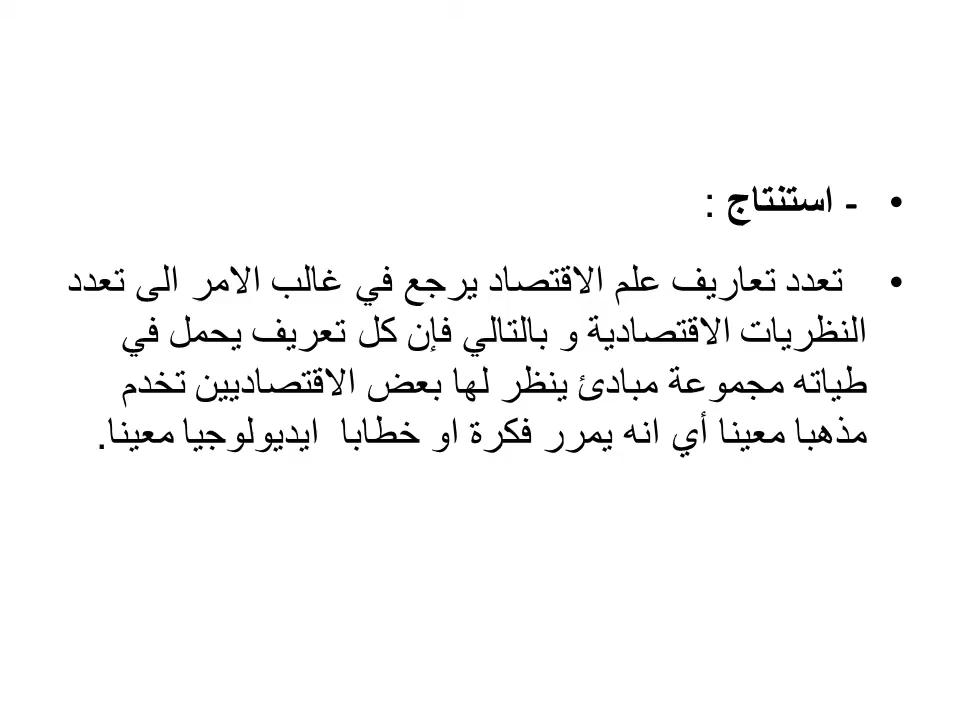 • - استنتاج :
• تعدد تعاريف علم الاقتصاد يرجع في غالب الامر الى تعدد
النظريات الاقتصادية و بالتالي فإن كل تعريف يحمل في
طياته مجموعة مبادئ ينظر لها بعض الاقتصاديين تخدم
مذهبا معينا أي انه يمرر فكرة او خطابا ايديولوجيا معينا.